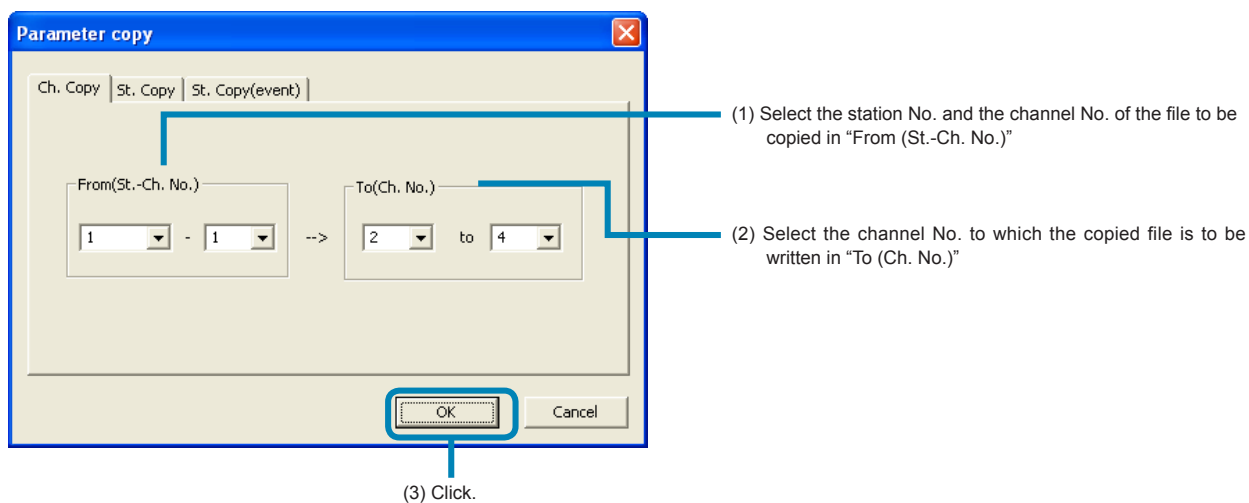 Parameter copy
Ch. Copy St. Copy St. Copy(event)
(1) Select the station No. and the channel No. of the file to be
copied in “From (St.-Ch. No.)”
From(St.-Ch. No.) To(Ch. No.)
1 - 1 --> 2 to 4
(2) Select the channel No. to which the copied file is to be
written in “To (Ch. No.)”
OK Cancel
(3) Click.